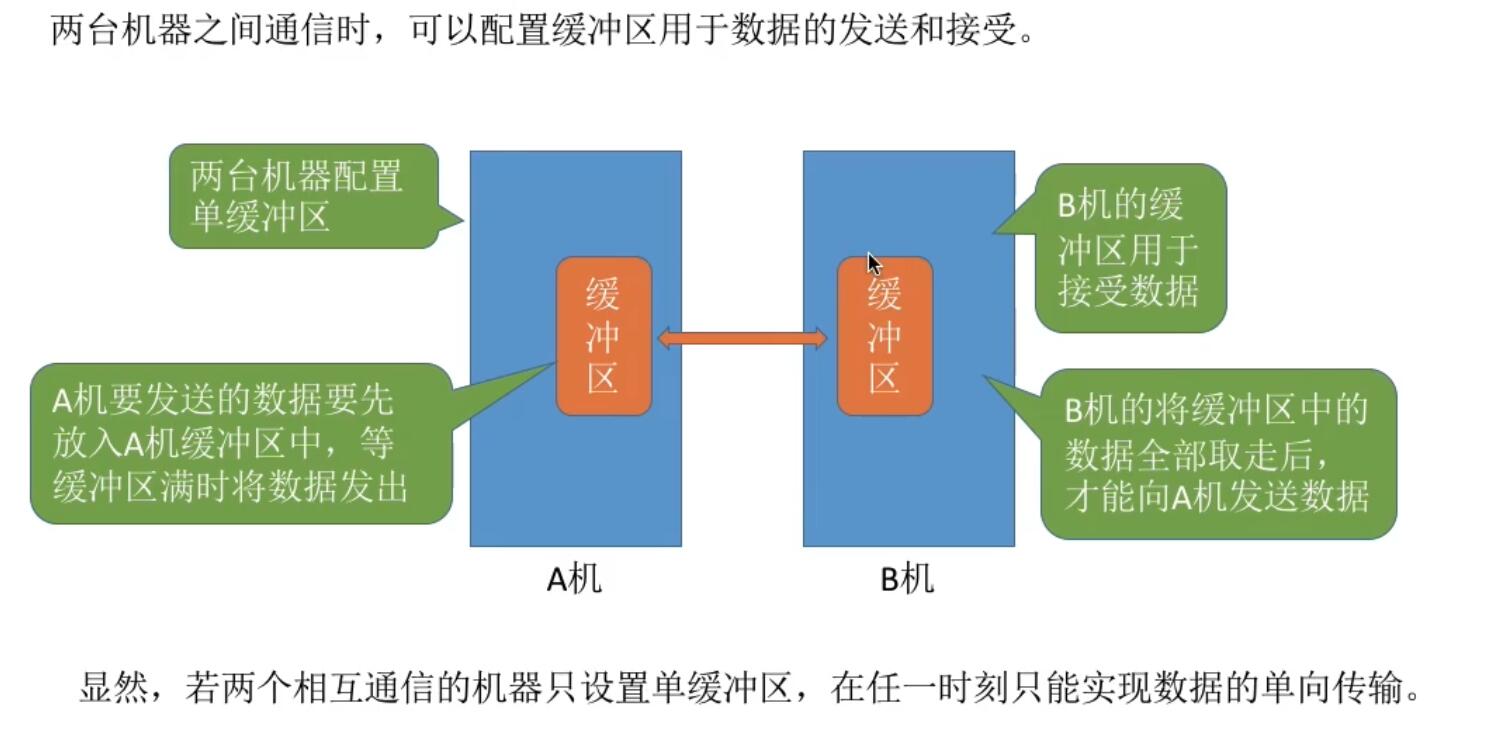 两台机器之间通信时，可以配置缓冲区用于数据的发送和接受。
两台机器配置
单缓冲区
B机的缓
冲区用于
接受数据
缓
冲
区
缓
冲
区
A机要发送的数据要先
放入A机缓冲区中，等
缓冲区满时将数据发出
B机的将缓冲区中的
数据全部取走后，
才能向A机发送数据
A机
B机
显然，若两个相互通信的机器只设置单缓冲区，在任一时刻只能实现数据的单向传输。